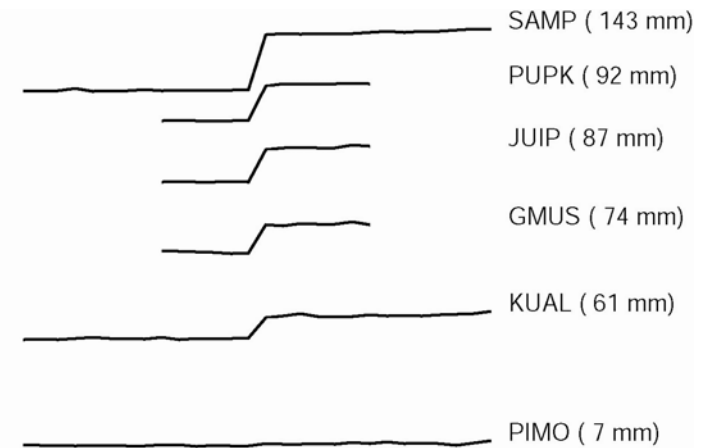 SAMP ( 143 mm)
PUPK ( 92 mm)
JUIP ( 87 mm)
GMUS ( 74 mm)
KUAL ( 61 mm)
PIMO ( 7 mm)